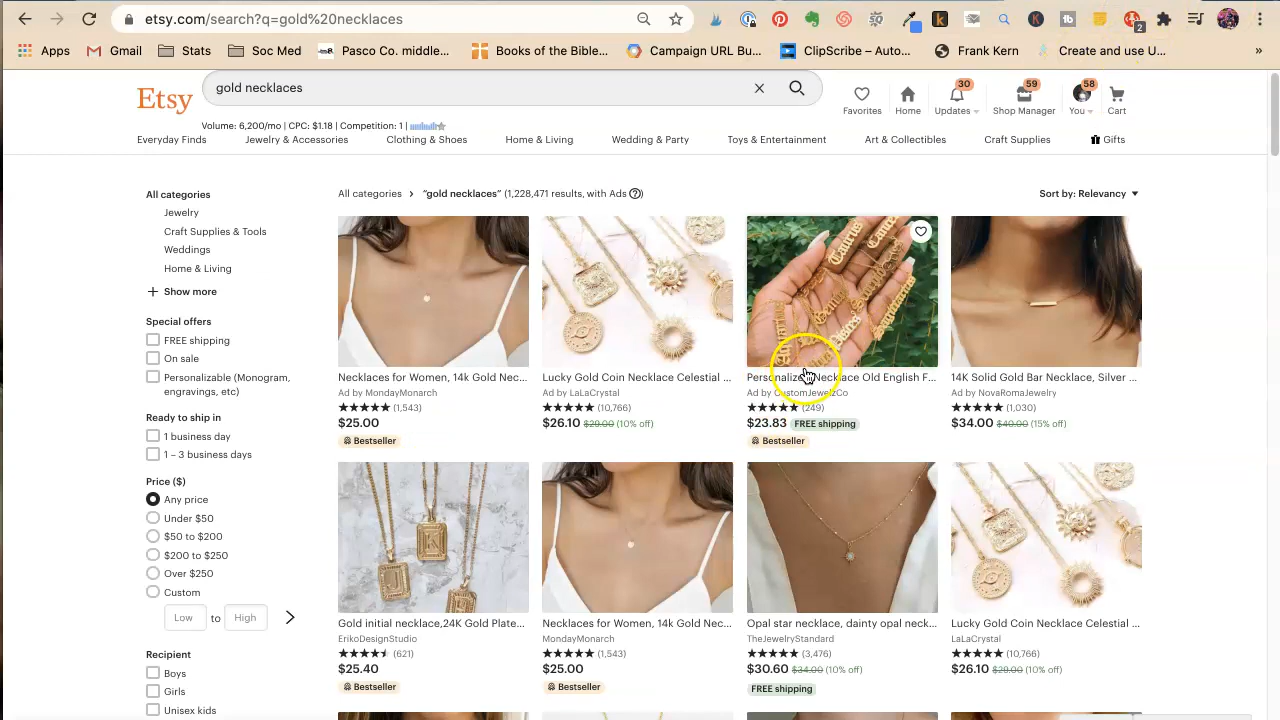 etsy.com/search?q=gold%20necklaces
2
Apps
Gmail
Stats
Soc Med
Pasco Co. middle...
Books of the Bible...
Campaign URL Bu...
ClipScribe – Auto...
Frank Kern
Create and use U...
»
Etsy
gold necklaces
Favorites
Home
30
Updates
59
Shop Manager
58
You
Cart
Volume: 6,200/mo | CPC: $1.18 | Competition: 1 |
Everyday Finds
Jewelry & Accessories
Clothing & Shoes
Home & Living
Wedding & Party
Toys & Entertainment
Art & Collectibles
Craft Supplies
Gifts
All categories
Jewelry
Craft Supplies & Tools
Weddings
Home & Living
+ Show more
Special offers
FREE shipping
On sale
Personalizable (Monogram,
engravings, etc)
Ready to ship in
1 business day
1 – 3 business days
Price ($)
Any price
Under $50
$50 to $200
$200 to $250
Over $250
Custom
Low to High
Recipient
Boys
Girls
Unisex kids
All categories > "gold necklaces" (1,228,471 results, with Ads ?)
Sort by: Relevancy
Necklaces for Women, 14k Gold Nec...
Ad by MondayMonarch
(1,543)
$25.00
Bestseller
Lucky Gold Coin Necklace Celestial ...
Ad by LaLaCrystal
(10,766)
$26.10 $29.00 (10% off)
Taurus
Personalized Necklace Old English F...
Ad by CustomJewelzCo
(249)
$23.83 FREE shipping
Bestseller
14K Solid Gold Bar Necklace, Silver ...
Ad by NovaRomaJewelry
(1,030)
$34.00 $40.00 (15% off)
K
J
Gold initial necklace,24K Gold Plate...
ErikoDesignStudio
(621)
$25.40
Bestseller
Necklaces for Women, 14k Gold Nec...
MondayMonarch
(1,543)
$25.00
Bestseller
Opal star necklace, dainty opal neck...
TheJewelryStandard
(3,476)
$30.60 $34.00 (10% off)
FREE shipping
Lucky Gold Coin Necklace Celestial ...
LaLaCrystal
(10,766)
$26.10 $29.00 (10% off)